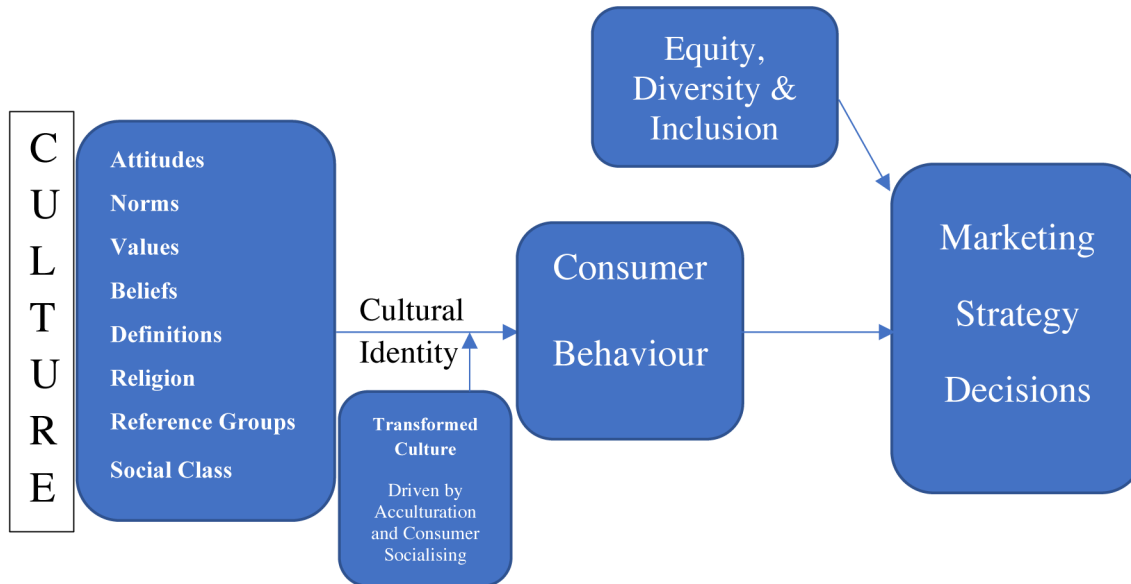 CULTURE
Attitudes
Norms
Values
Beliefs
Definitions
Religion
Reference Groups
Social Class
Cultural
Identity
Transformed
Culture
Driven by
Acculturation
and Consumer
Socialising
Consumer
Behaviour
Equity,
Diversity &
Inclusion
Marketing
Strategy
Decisions